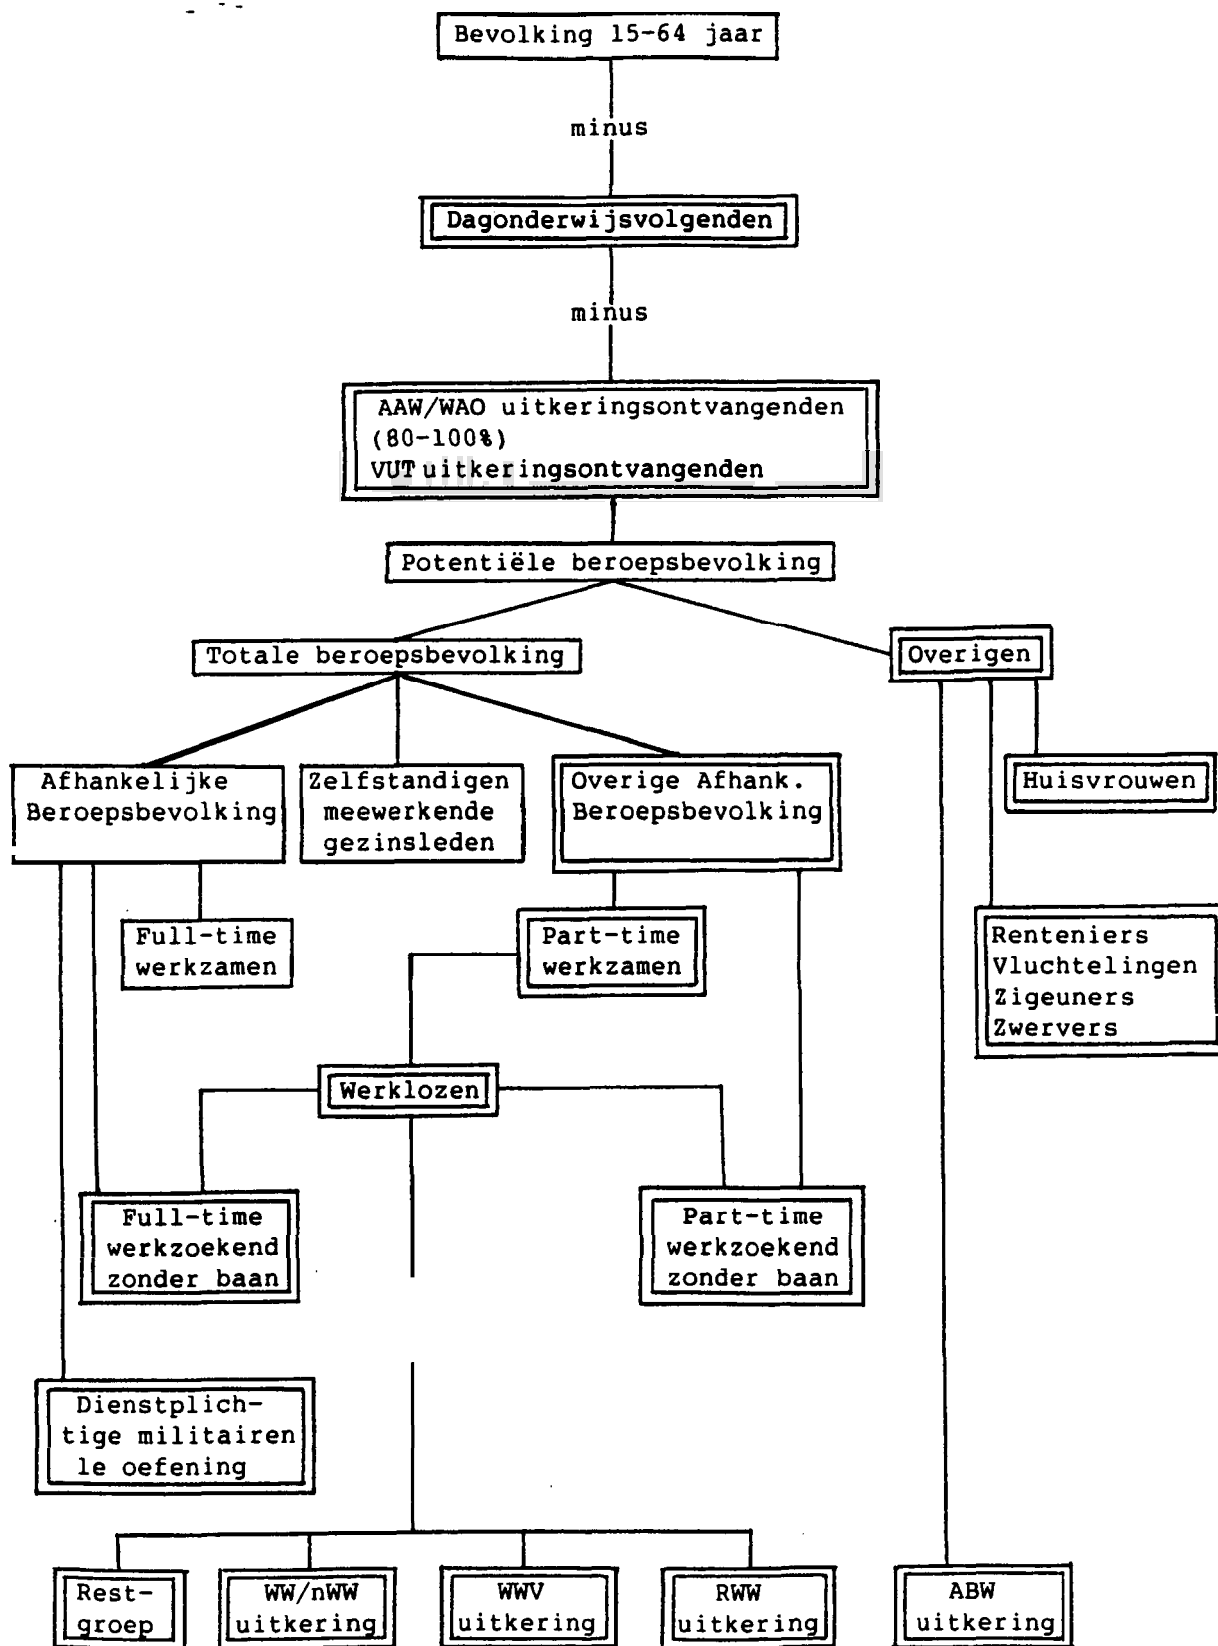 Bevolking 15-64 jaar
minus
Dagonderwijsvolgenden
minus
AAW/WAO uitkeringsontvangenden
(80-100%)
VUT uitkeringsontvangenden
Potentiële beroepsbevolking
Totale beroepsbevolking
Overigen
Afhankelijke
Beroepsbevolking
Zelfstandigen
meewerkende
gezinsleden
Overige Afhank.
Beroepsbevolking
Huisvrouwen
Full-time
werkzamen
Part-time
werkzamen
Renteniers
Vluchtelingen
Zigeuners
Zwervers
Werklozen
Full-time
werkzoekend
zonder baan
Part-time
werkzoekend
zonder baan
Dienstplich-
tige militairen
le oefening
Rest-
groep
WW/nWW
uitkering
WWV
uitkering
RWW
uitkering
ABW
uitkering